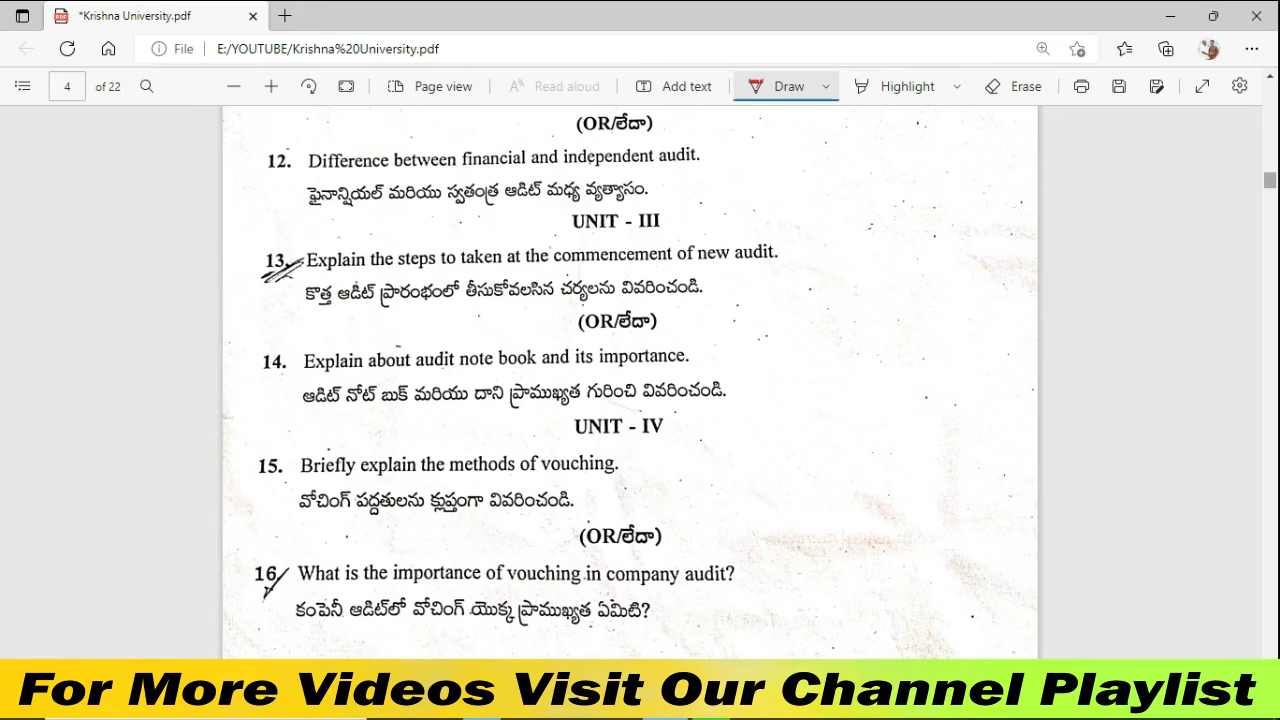 *Krishna University.pdf
File E:/YOUTUBE/Krishna%20University.pdf
4 of 22 Page view Read aloud Add text Draw Highlight Erase
(OR/లేదా)
12. Difference between financial and independent audit.
ఫైనాన్షియల్ మరియు స్వతంత్ర ఆడిట్ మధ్య వ్యత్యాసం.
UNIT - III
13. Explain the steps to taken at the commencement of new audit.
కొత్త ఆడిట్ ప్రారంభంలో తీసుకోవలసిన చర్యలను వివరించండి.
(OR/లేదా)
14. Explain about audit note book and its importance.
ఆడిట్ నోట్ బుక్ మరియు దాని ప్రాముఖ్యత గురించి వివరించండి.
UNIT - IV
15. Briefly explain the methods of vouching.
వోచింగ్ పద్దతులను క్లుప్తంగా వివరించండి.
(OR/లేదా)
16. What is the importance of vouching in company audit?
కంపెనీ ఆడిట్‌లో వోచింగ్ యొక్క ప్రాముఖ్యత ఏమిటి?
For More Videos Visit Our Channel Playlist